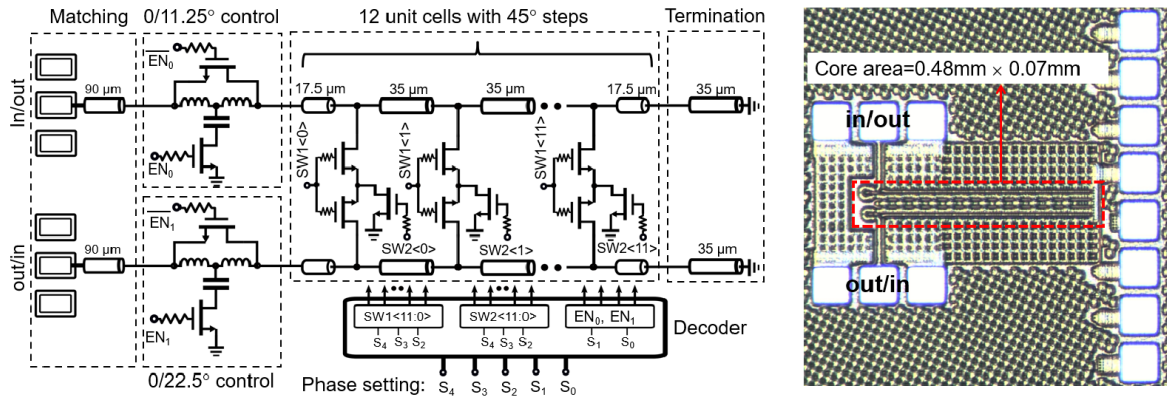 Matching
0/11.25° control
12 unit cells with 45° steps
Termination
In/out
90 µm
EN₀
EN₀
17.5 µm
35 µm
35 µm
17.5 µm
35 µm
SW1<0>
SW1<1>
SW1<11>
SW2<0>
SW2<1>
SW2<11>
out/in
90 µm
EN₁
EN₁
35 µm
0/22.5° control
SW1<11:0>
S₄ S₃ S₂
SW2<11:0>
S₄ S₃ S₂
EN₀, EN₁
S₁ S₀
Decoder
Phase setting: S₄ S₃ S₂ S₁ S₀
Core area=0.48mm × 0.07mm
in/out
out/in